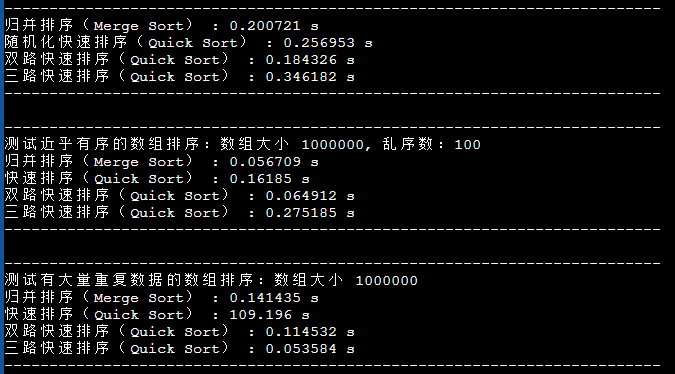 --------------------------------------------------------------------------
归并排序（Merge Sort） : 0.200721 s
随机化快速排序（Quick Sort） : 0.256953 s
双路快速排序（Quick Sort） : 0.184326 s
三路快速排序（Quick Sort） : 0.346182 s
--------------------------------------------------------------------------
--------------------------------------------------------------------------
测试近乎有序的数组排序：数组大小 1000000, 乱序数：100
归并排序（Merge Sort） : 0.056709 s
快速排序（Quick Sort） : 0.16185 s
双路快速排序（Quick Sort） : 0.064912 s
三路快速排序（Quick Sort） : 0.275185 s
--------------------------------------------------------------------------
--------------------------------------------------------------------------
测试有大量重复数据的数组排序：数组大小 1000000
归并排序（Merge Sort） : 0.141435 s
快速排序（Quick Sort） : 109.196 s
双路快速排序（Quick Sort） : 0.114532 s
三路快速排序（Quick Sort） : 0.053584 s
--------------------------------------------------------------------------